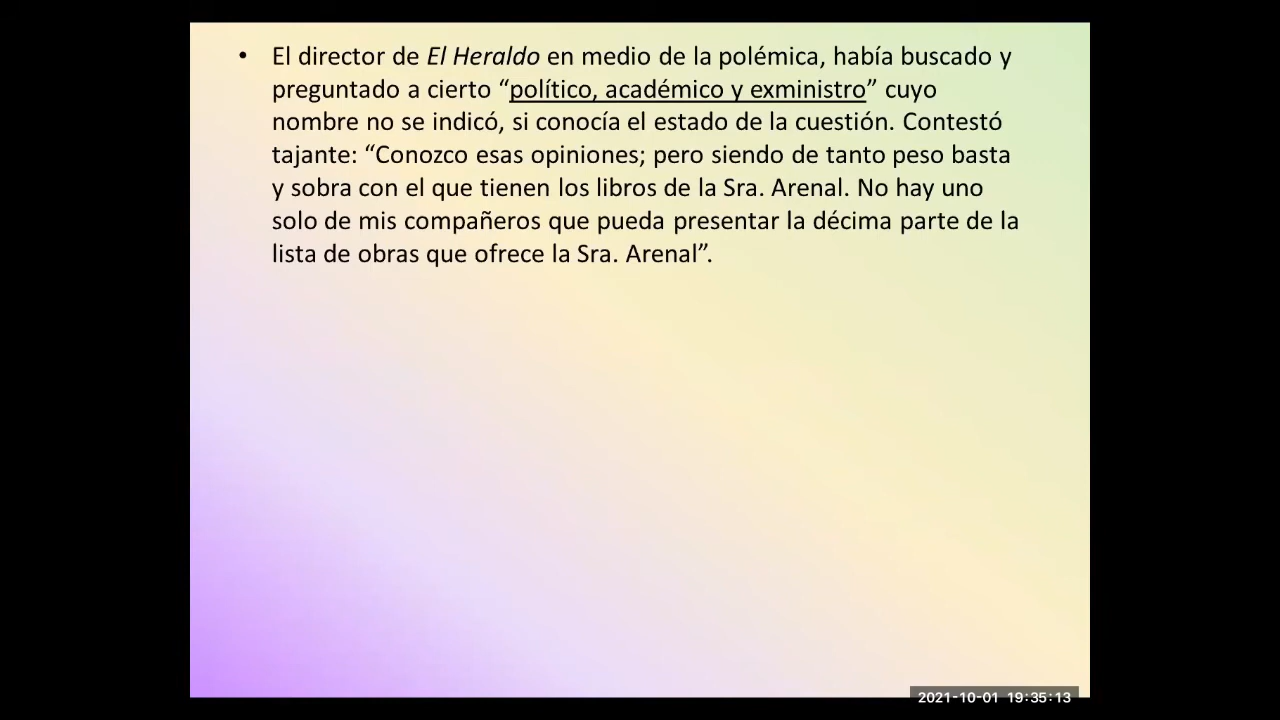 • El director de El Heraldo en medio de la polémica, había buscado y
preguntado a cierto “político, académico y exministro” cuyo
nombre no se indicó, si conocía el estado de la cuestión. Contestó
tajante: “Conozco esas opiniones; pero siendo de tanto peso basta
y sobra con el que tienen los libros de la Sra. Arenal. No hay uno
solo de mis compañeros que pueda presentar la décima parte de la
lista de obras que ofrece la Sra. Arenal”.
2021-10-01 19:35:13